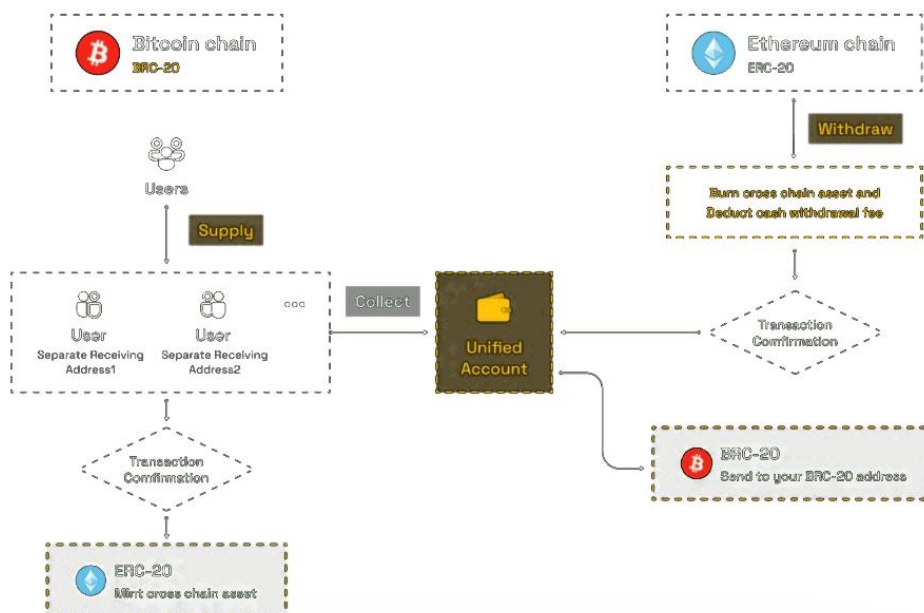 Bitcoin chain
BRC-20
Ethereum chain
ERC-20
Withdraw
Users
Burn cross chain asset and
Deduct cash withdrawal fee
Supply
Collect
User
Separate Receiving
Address1
User
Separate Receiving
Address2
Unified
Account
Transaction
Comfirmation
Transaction
Comfirmation
BRC-20
Send to your BRC-20 address
ERC-20
Mint cross chain asset